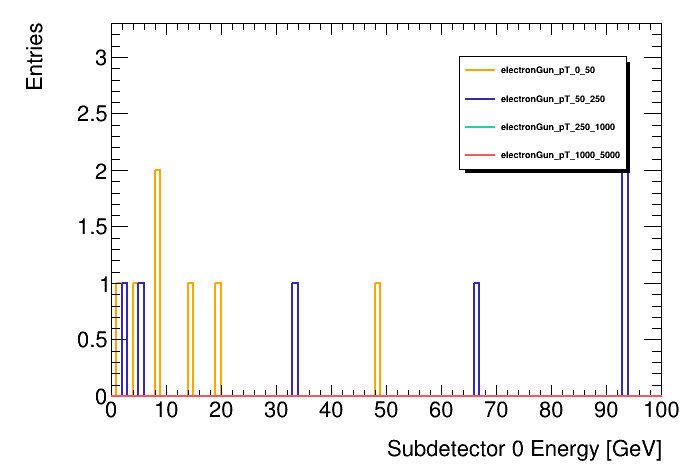 Entries
3
2.5
2
1.5
1
0.5
0
electronGun_pT_0_50
electronGun_pT_50_250
electronGun_pT_250_1000
electronGun_pT_1000_5000
0 10 20 30 40 50 60 70 80 90 100
Subdetector 0 Energy [GeV]